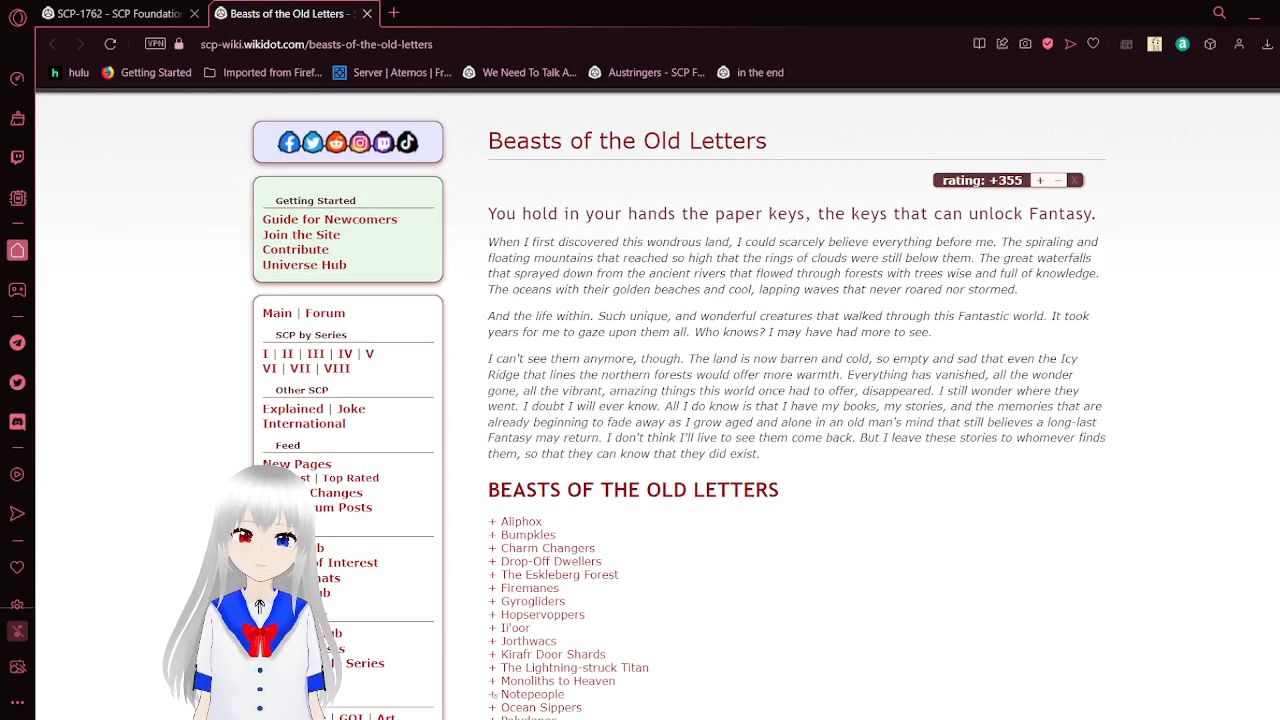 SCP-1762 - SCP Foundatio
Beasts of the Old Letters -
VPN
scp-wiki.wikidot.com/beasts-of-the-old-letters
hulu
Getting Started
Imported from Firef...
Server | Aternos | Fr...
We Need To Talk A...
Austringers - SCP F...
in the end
Getting Started
Guide for Newcomers
Join the Site
Contribute
Universe Hub
Main | Forum
SCP by Series
I | II | III | IV | V
VI | VII | VIII
Other SCP
Explained | Joke
International
Feed
New Pages
st | Top Rated
Changes
um Posts
b
of Interest
mats
ub
ub
s
Series
GOI | Art
Beasts of the Old Letters
rating: +355 + – X
You hold in your hands the paper keys, the keys that can unlock Fantasy.
When I first discovered this wondrous land, I could scarcely believe everything before me. The spiraling and
floating mountains that reached so high that the rings of clouds were still below them. The great waterfalls
that sprayed down from the ancient rivers that flowed through forests with trees wise and full of knowledge.
The oceans with their golden beaches and cool, lapping waves that never roared nor stormed.
And the life within. Such unique, and wonderful creatures that walked through this Fantastic world. It took
years for me to gaze upon them all. Who knows? I may have had more to see.
I can't see them anymore, though. The land is now barren and cold, so empty and sad that even the Icy
Ridge that lines the northern forests would offer more warmth. Everything has vanished, all the wonder
gone, all the vibrant, amazing things this world once had to offer, disappeared. I still wonder where they
went. I doubt I will ever know. All I do know is that I have my books, my stories, and the memories that are
already beginning to fade away as I grow aged and alone in an old man's mind that still believes a long-last
Fantasy may return. I don't think I'll live to see them come back. But I leave these stories to whomever finds
them, so that they can know that they did exist.
BEASTS OF THE OLD LETTERS
+ Aliphox
+ Bumpkles
+ Charm Changers
+ Drop-Off Dwellers
+ The Eskleberg Forest
+ Firemanes
+ Gyrogliders
+ Hopservoppers
+ Ii'oor
+ Jorthwacs
+ Kirafr Door Shards
+ The Lightning-struck Titan
+ Monoliths to Heaven
+ Notepeople
+ Ocean Sippers